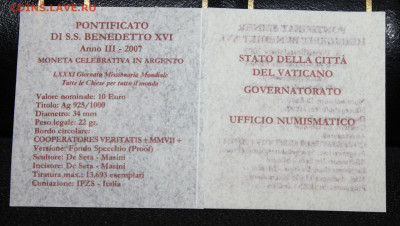 COINS.LAVE.RU
PONTIFICATO
DI S.S. BENEDETTO XVI
Anno III - 2007
MONETA CELEBRATIVA IN ARGENTO
LXXXI Giornata Missionaria Mondiale
Tutte le Chiese per tutto il mondo
Valore nominale: 10 Euro
Titolo: Ag 925/1000
Diametro: 34 mm
Peso legale: 22 gr.
Bordo circolare:
COOPERATORES VERITATIS + MMVII +
Versione: Fondo Specchio (Proof)
Scultore: De Seta - Masini
Incisore: De Seta - Masini
Tiratura max.: 13.693 esemplari
Coniazione: IPZS - Italia
STATO DELLA CITTÀ
DEL VATICANO
GOVERNATORATO
UFFICIO NUMISMATICO